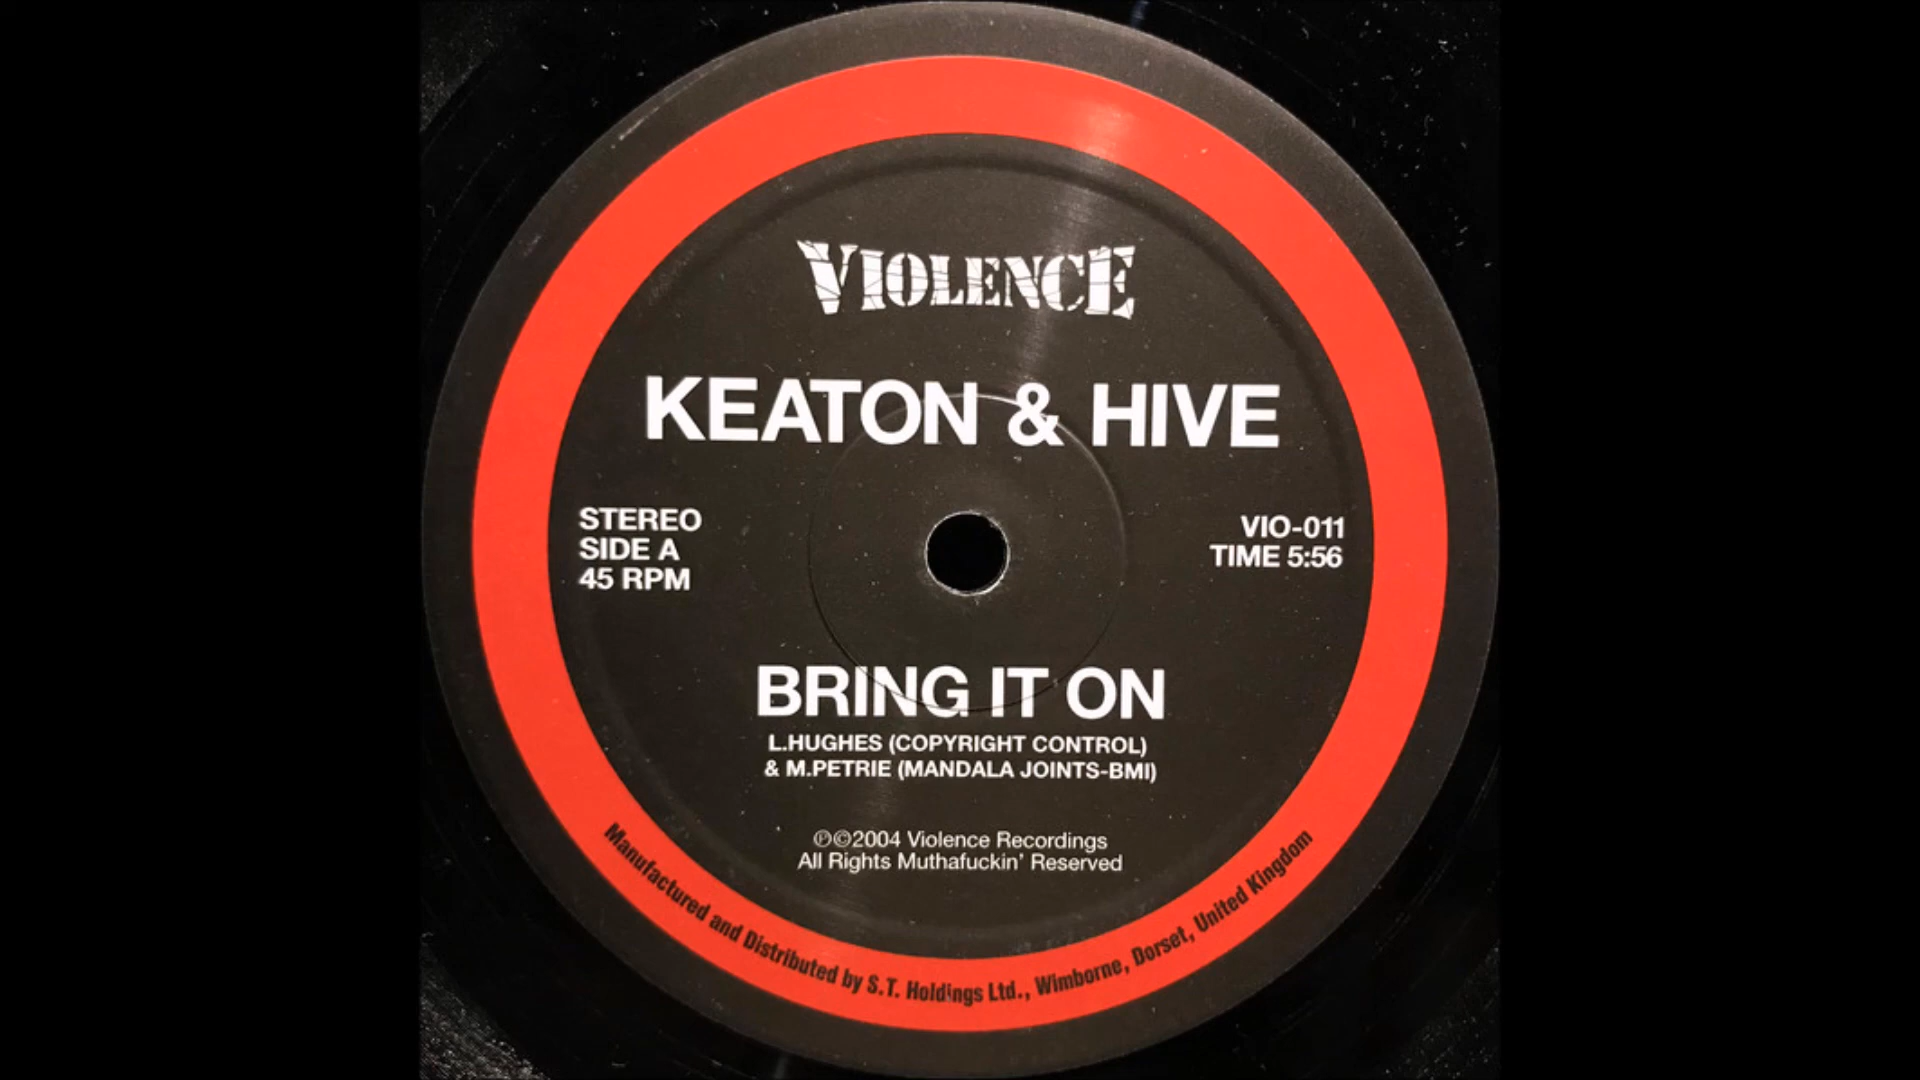 VIOLENCE
KEATON & HIVE
STEREO
SIDE A
45 RPM
VIO-011
TIME 5:56
BRING IT ON
L.HUGHES (COPYRIGHT CONTROL)
& M.PETRIE (MANDALA JOINTS-BMI)
℗©2004 Violence Recordings
All Rights Muthafuckin' Reserved
Manufactured and Distributed by S.T. Holdings Ltd., Wimborne, Dorset, United Kingdom